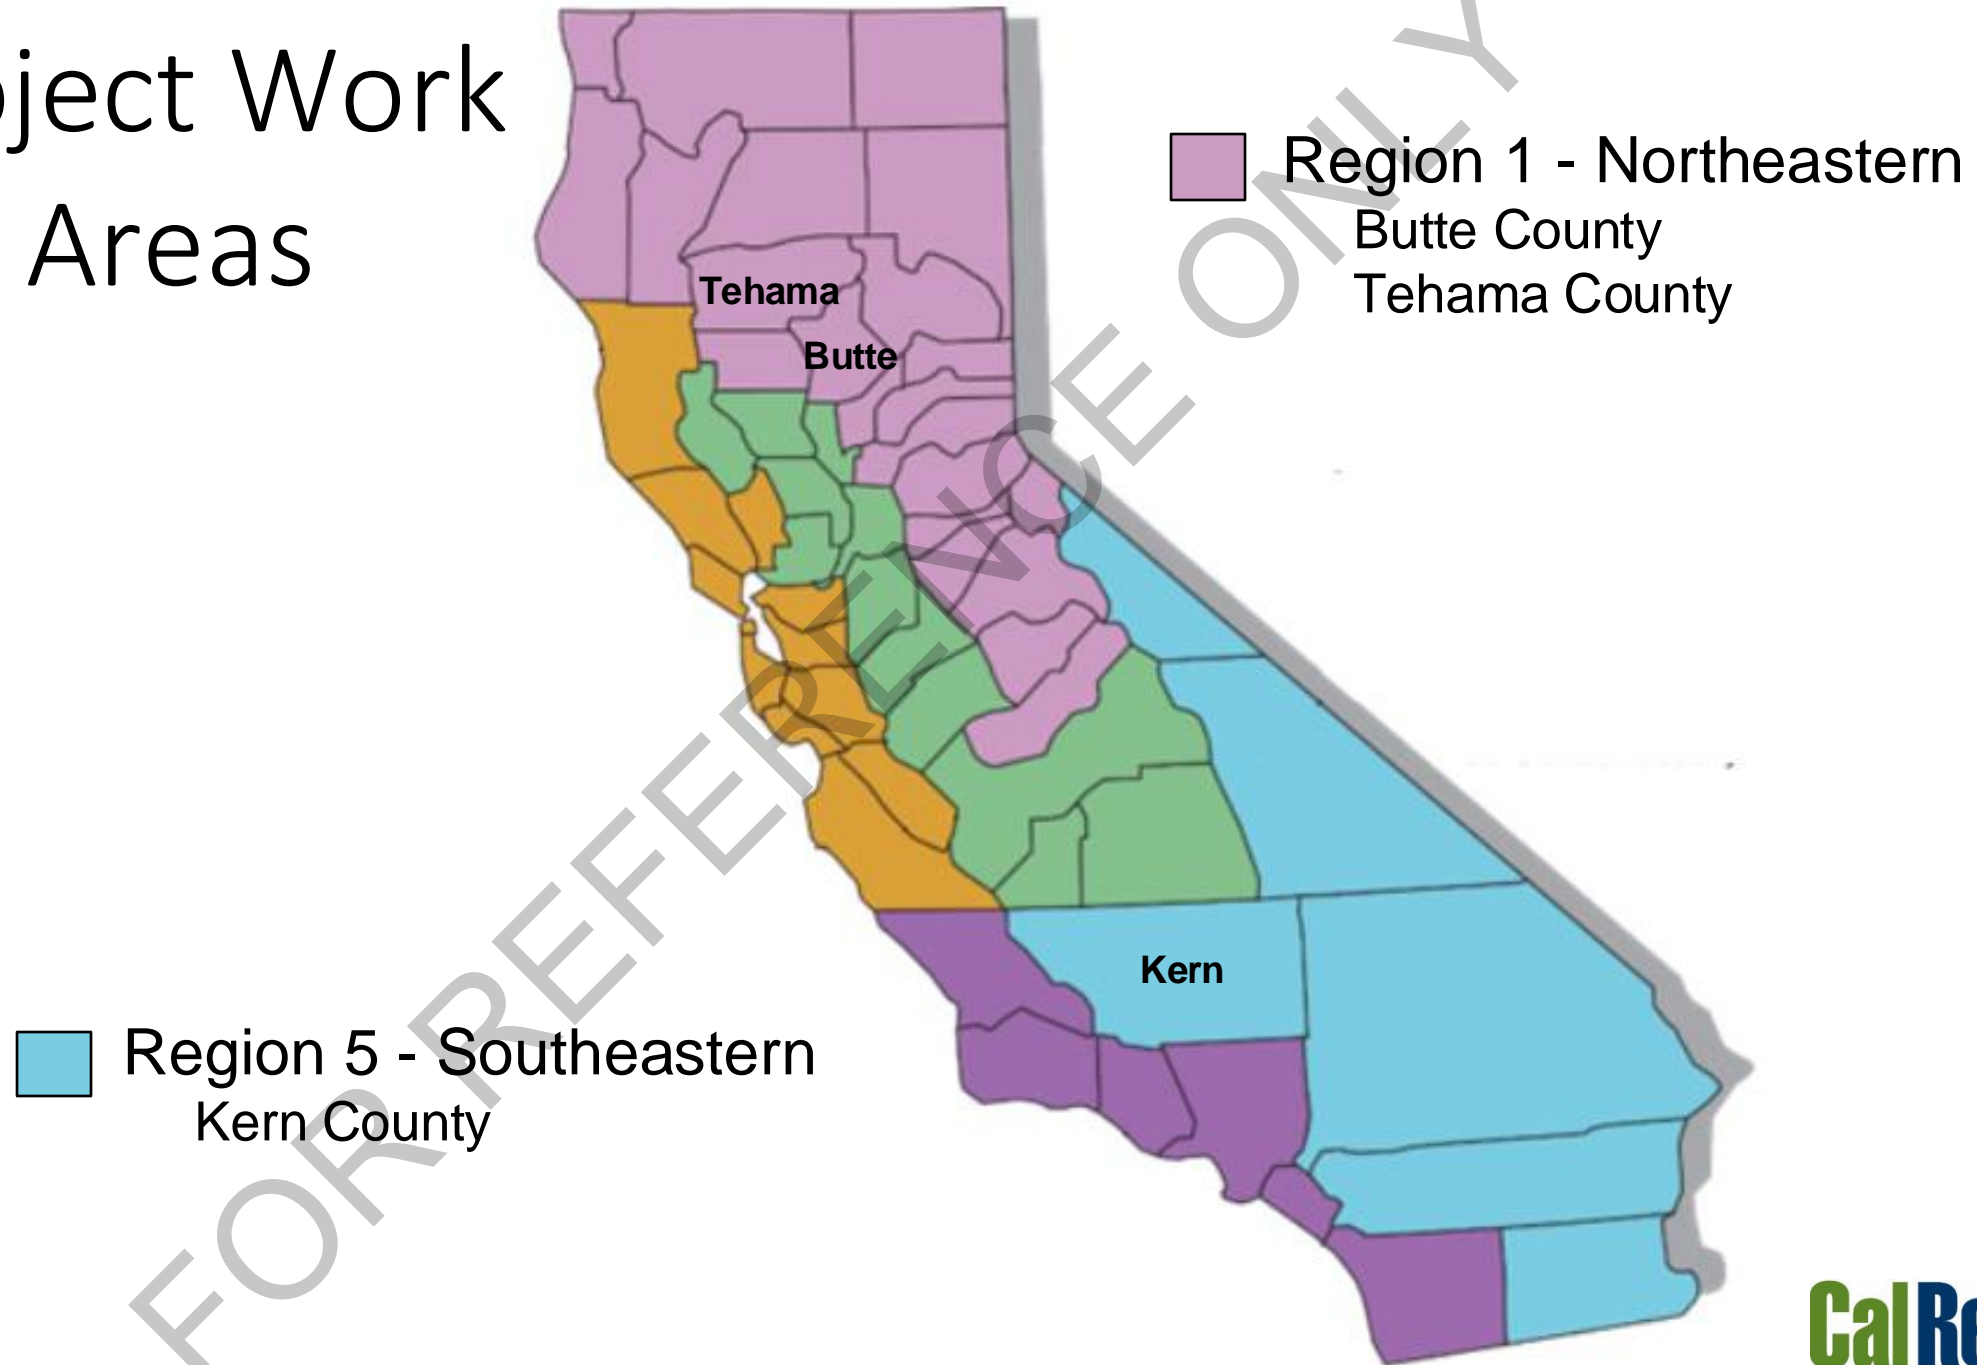 ject Work
Areas
Region 1 - Northeastern
Butte County
Tehama County
Tehama
Butte
Kern
Region 5 - Southeastern
Kern County
FOR REFERENCE ONLY
CalRe